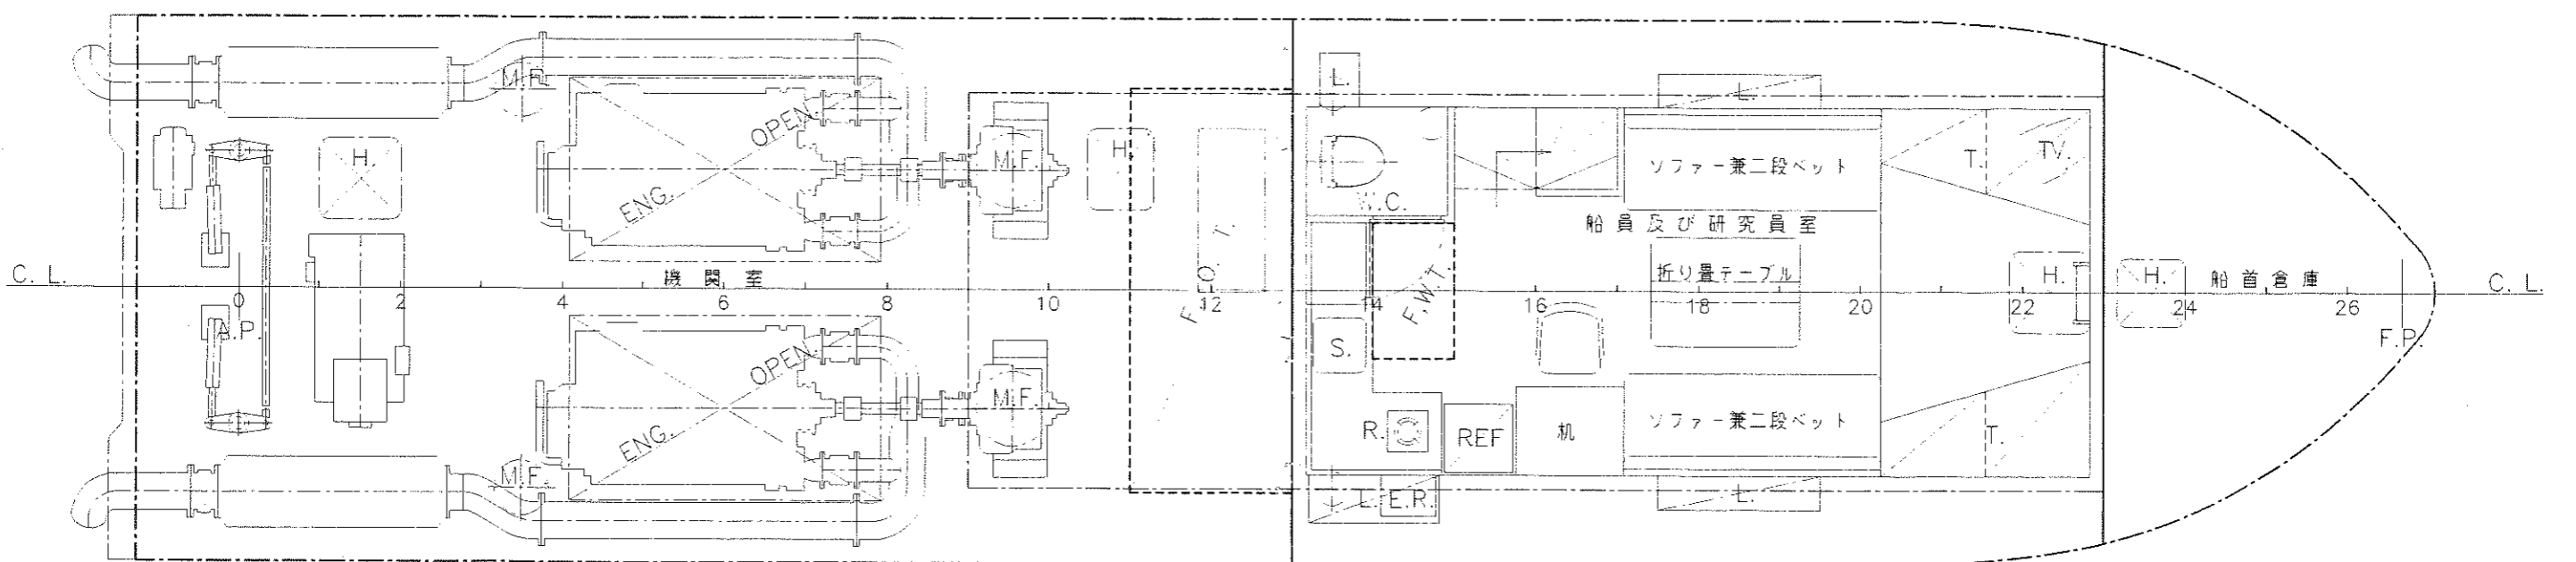 L.
M.F.
L.
OPEN
H.
M.F.
H.
ソファー兼二段ベット
T.
TV.
ENG.
W.C.
船員及び研究員室
F.O.T.
F.W.T.
C.L.
機関室
折り畳テーブル
H.
H.
船首倉庫
C.L.
0
2
4
6
8
10
12
14
16
18
20
22
24
26
A.P.
F.P.
S.
OPEN
M.F.
ENG.
R.
REF
机
ソファー兼二段ベット
T.
M.F.
L.
E.R.
L.